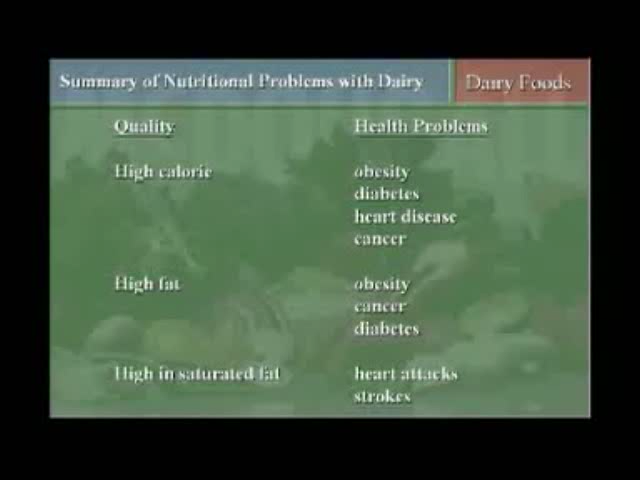 Summary of Nutritional Problems with Dairy
Dairy Foods
Quality Health Problems
High calorie obesity
diabetes
heart disease
cancer
High fat obesity
cancer
diabetes
High in saturated fat heart attacks
strokes